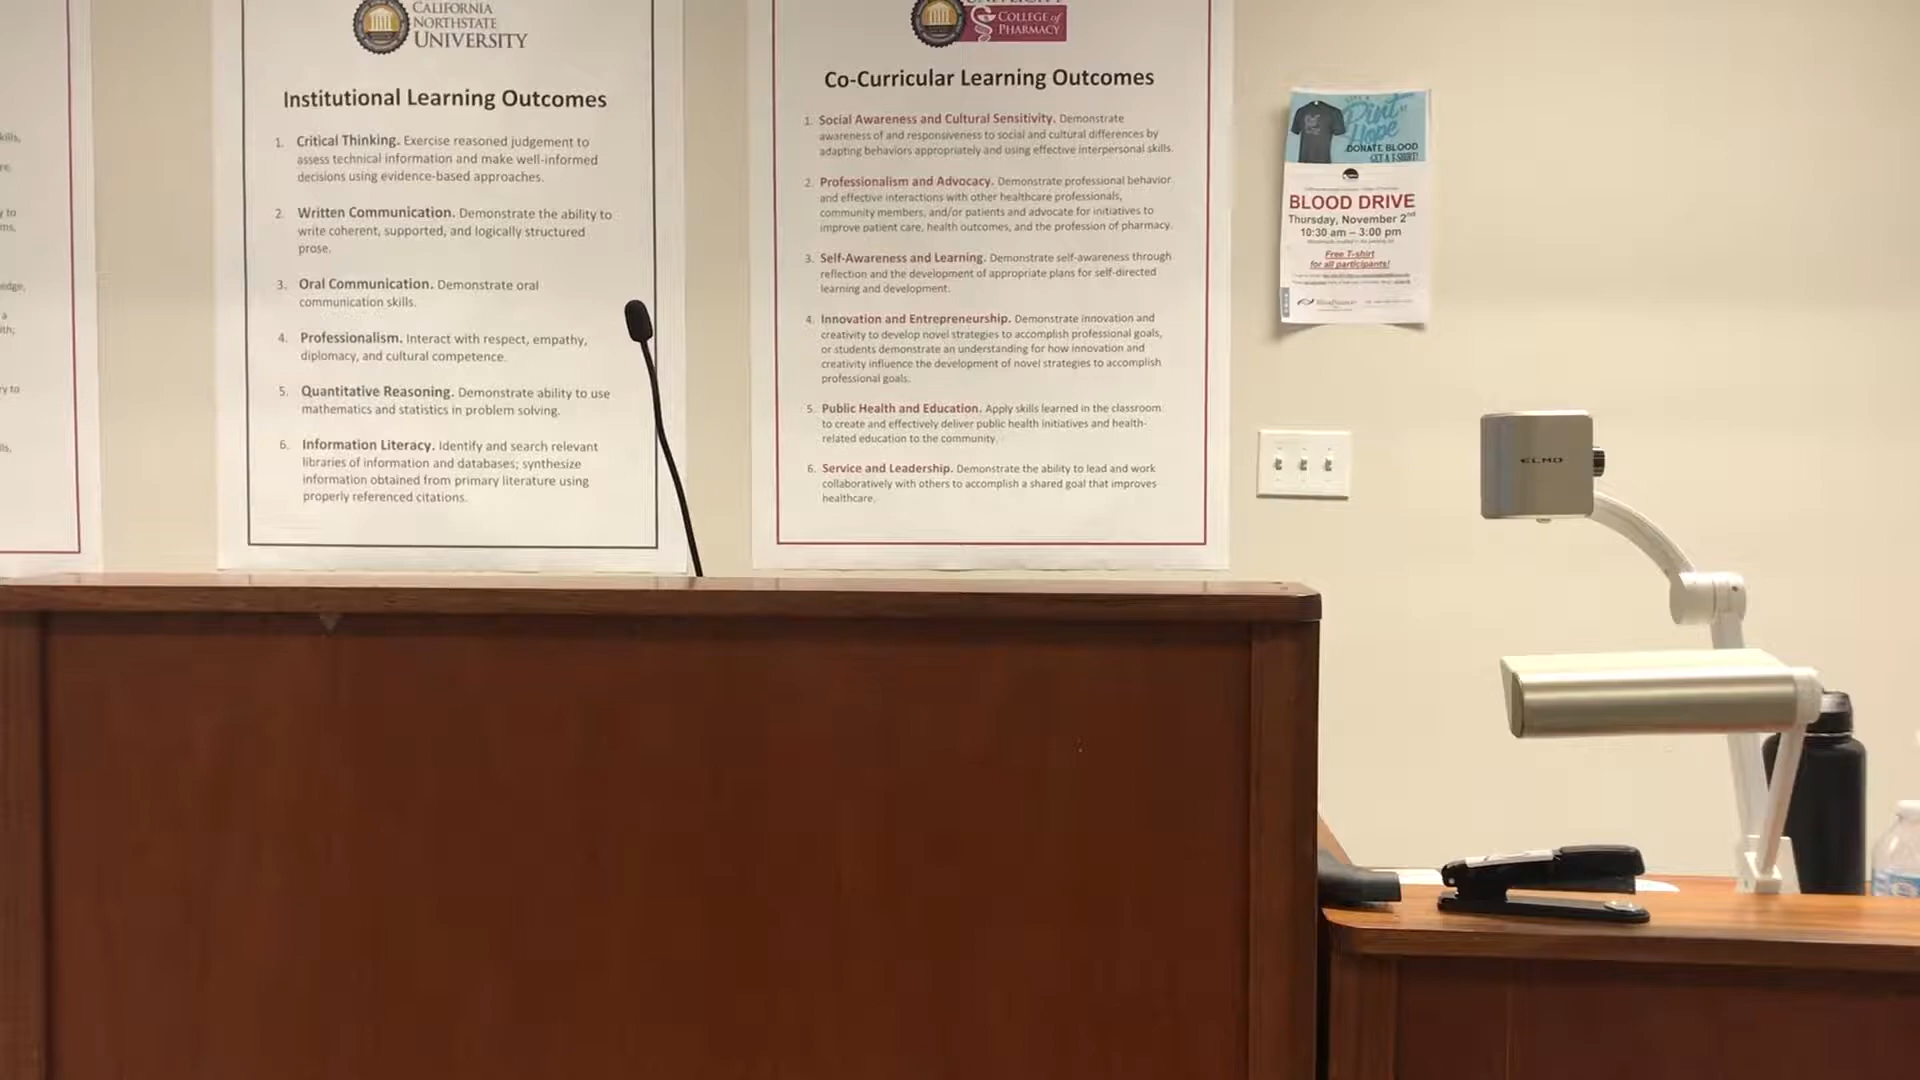 CALIFORNIA
NORTHSTATE
UNIVERSITY
Institutional Learning Outcomes
1. Critical Thinking. Exercise reasoned judgement to
assess technical information and make well-informed
decisions using evidence-based approaches.
2. Written Communication. Demonstrate the ability to
write coherent, supported, and logically structured
prose.
3. Oral Communication. Demonstrate oral
communication skills.
4. Professionalism. Interact with respect, empathy,
diplomacy, and cultural competence.
5. Quantitative Reasoning. Demonstrate ability to use
mathematics and statistics in problem solving.
6. Information Literacy. Identify and search relevant
libraries of information and databases; synthesize
information obtained from primary literature using
properly referenced citations.
COLLEGE of
PHARMACY
Co-Curricular Learning Outcomes
1. Social Awareness and Cultural Sensitivity. Demonstrate
awareness of and responsiveness to social and cultural differences by
adapting behaviors appropriately and using effective interpersonal skills.
2. Professionalism and Advocacy. Demonstrate professional behavior
and effective interactions with other healthcare professionals,
community members, and/or patients and advocate for initiatives to
improve patient care, health outcomes, and the profession of pharmacy.
3. Self-Awareness and Learning. Demonstrate self-awareness through
reflection and the development of appropriate plans for self-directed
learning and development.
4. Innovation and Entrepreneurship. Demonstrate innovation and
creativity to develop novel strategies to accomplish professional goals,
or students demonstrate an understanding for how innovation and
creativity influence the development of novel strategies to accomplish
professional goals.
5. Public Health and Education. Apply skills learned in the classroom
to create and effectively deliver public health initiatives and health-
related education to the community.
6. Service and Leadership. Demonstrate the ability to lead and work
collaboratively with others to accomplish a shared goal that improves
healthcare.
Pint of
Hope
DONATE BLOOD
GET A T-SHIRT!
BLOOD DRIVE
Thursday, November 2nd
10:30 am – 3:00 pm
Free T-shirt
for all participants!
ELMO